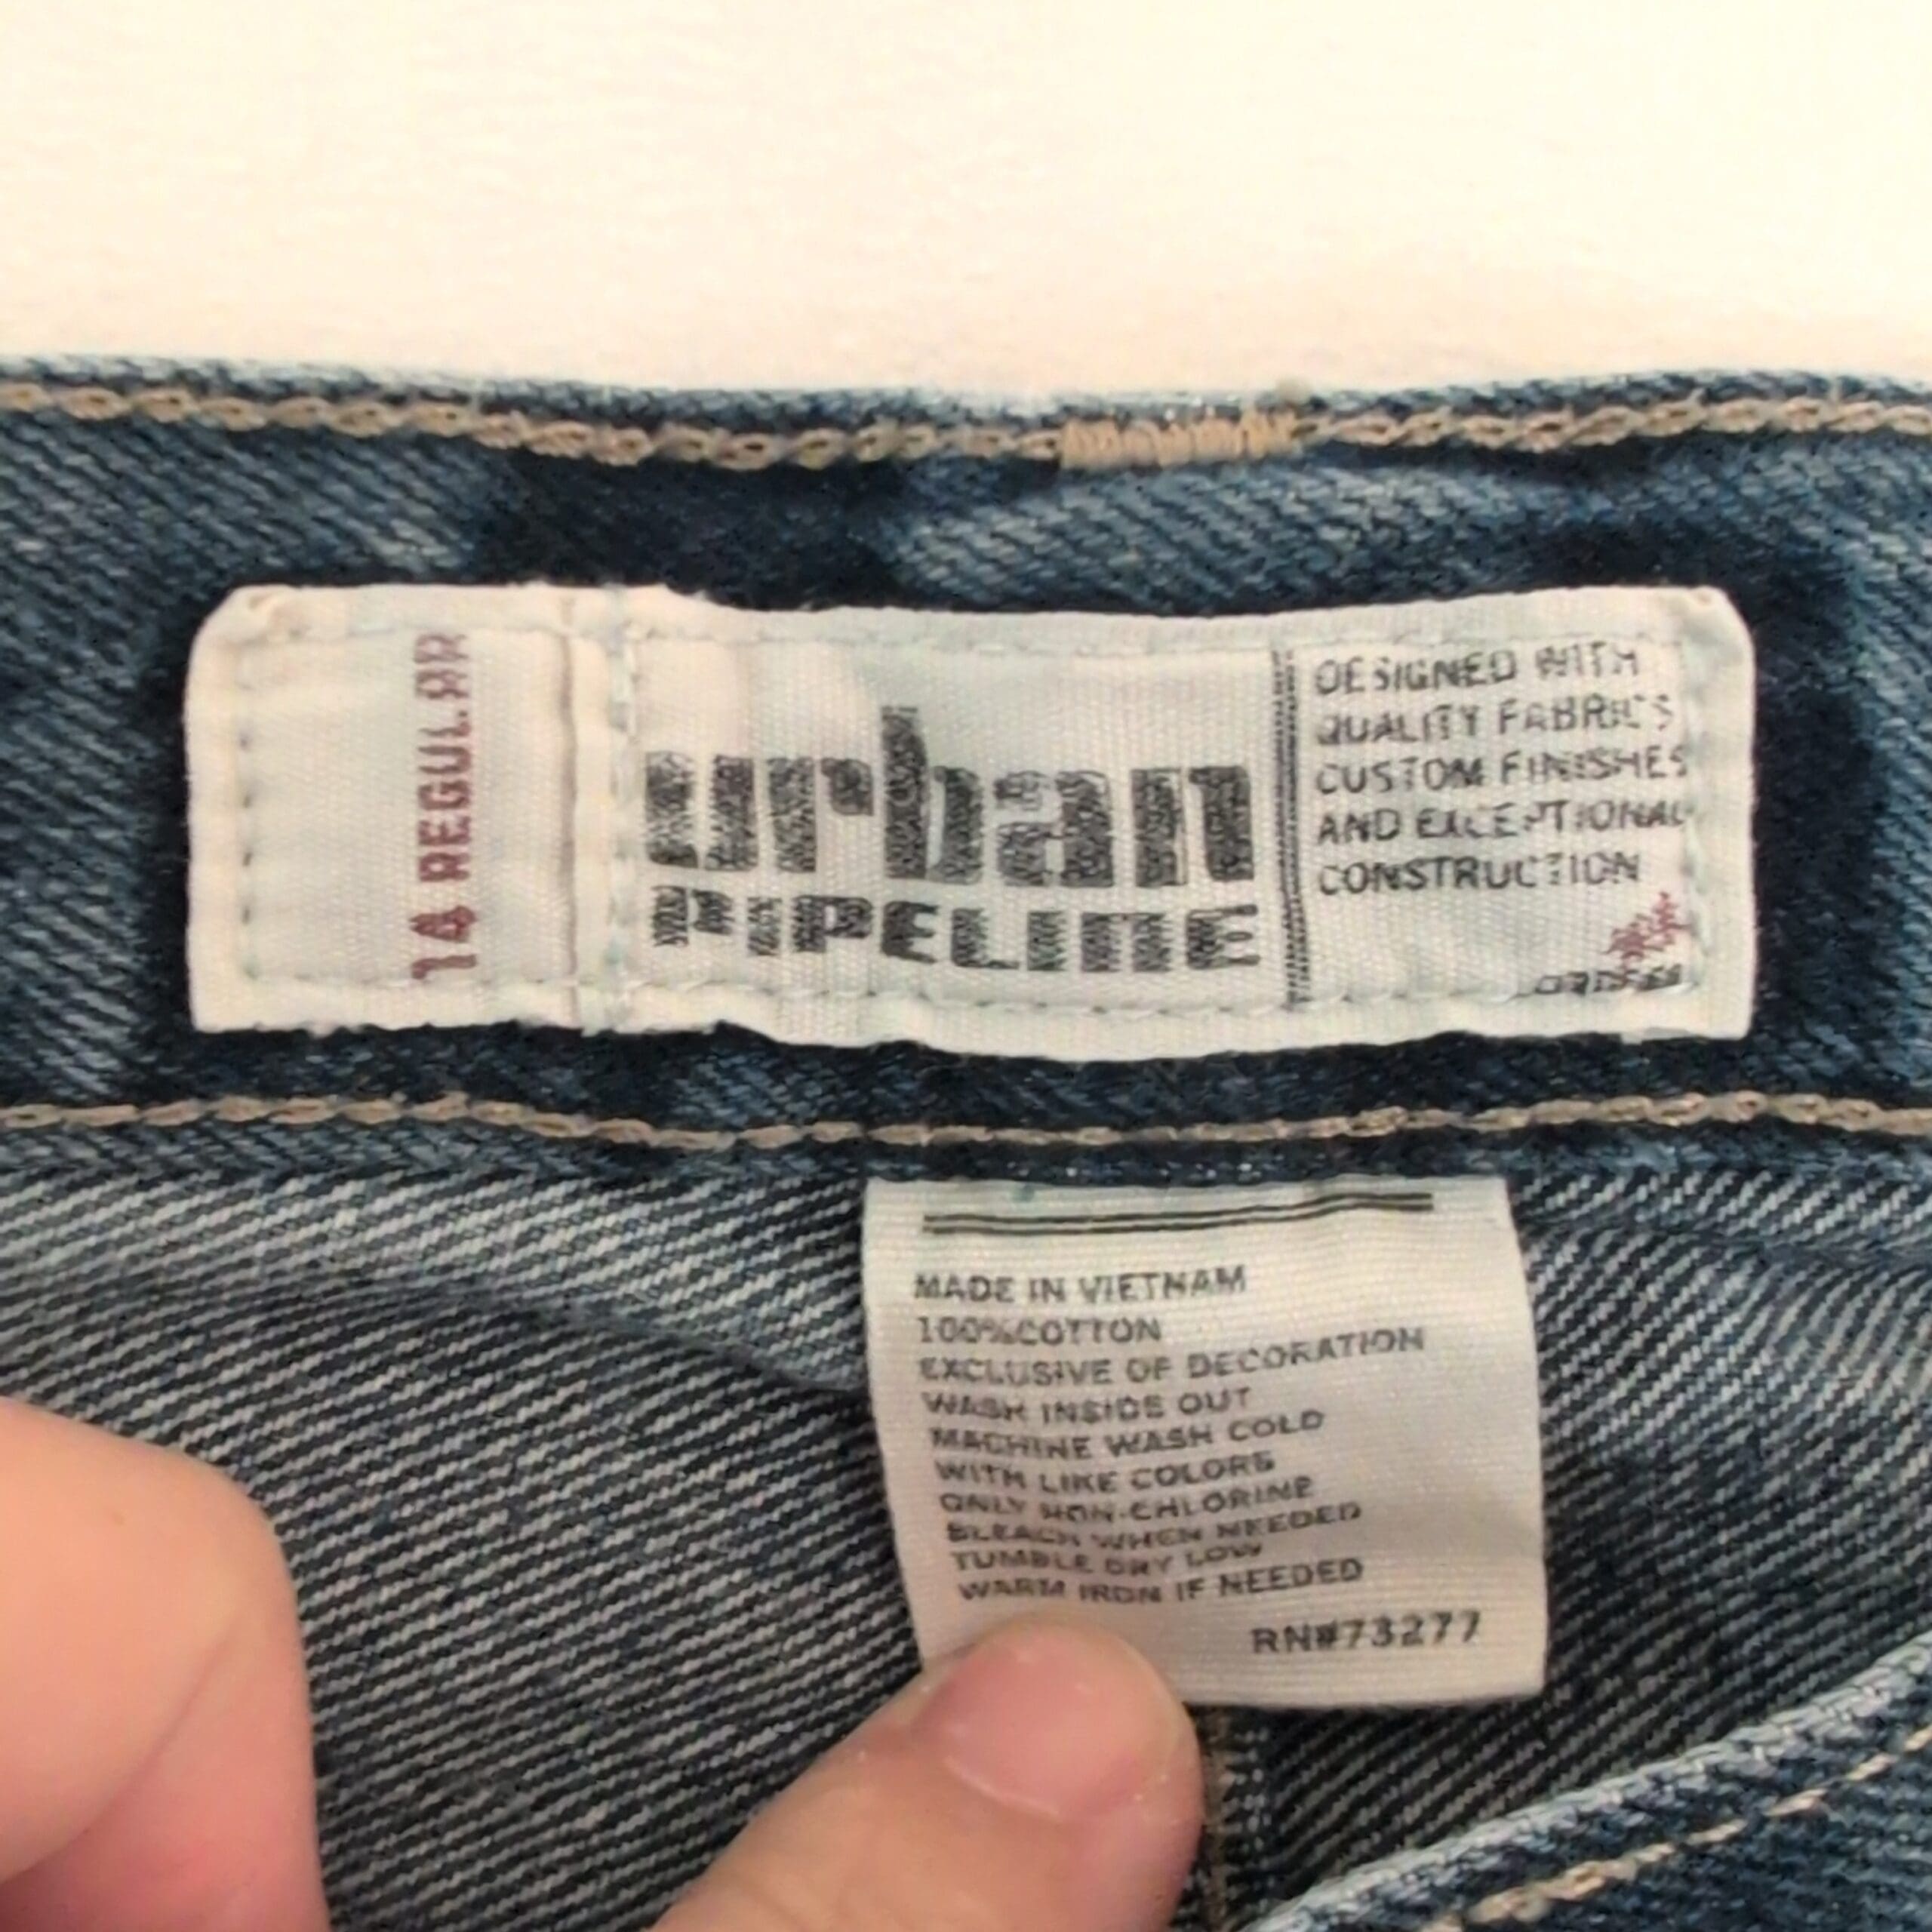 14 REGULAR
urban
PIPELINE
DESIGNED WITH
QUALITY FABRICS
CUSTOM FINISHES
AND EXCEPTIONAL
CONSTRUCTION
MADE IN VIETNAM
100%COTTON
EXCLUSIVE OF DECORATION
WASH INSIDE OUT
MACHINE WASH COLD
WITH LIKE COLORS
ONLY NON-CHLORINE
BLEACH WHEN NEEDED
TUMBLE DRY LOW
WARM IRON IF NEEDED
RN#73277